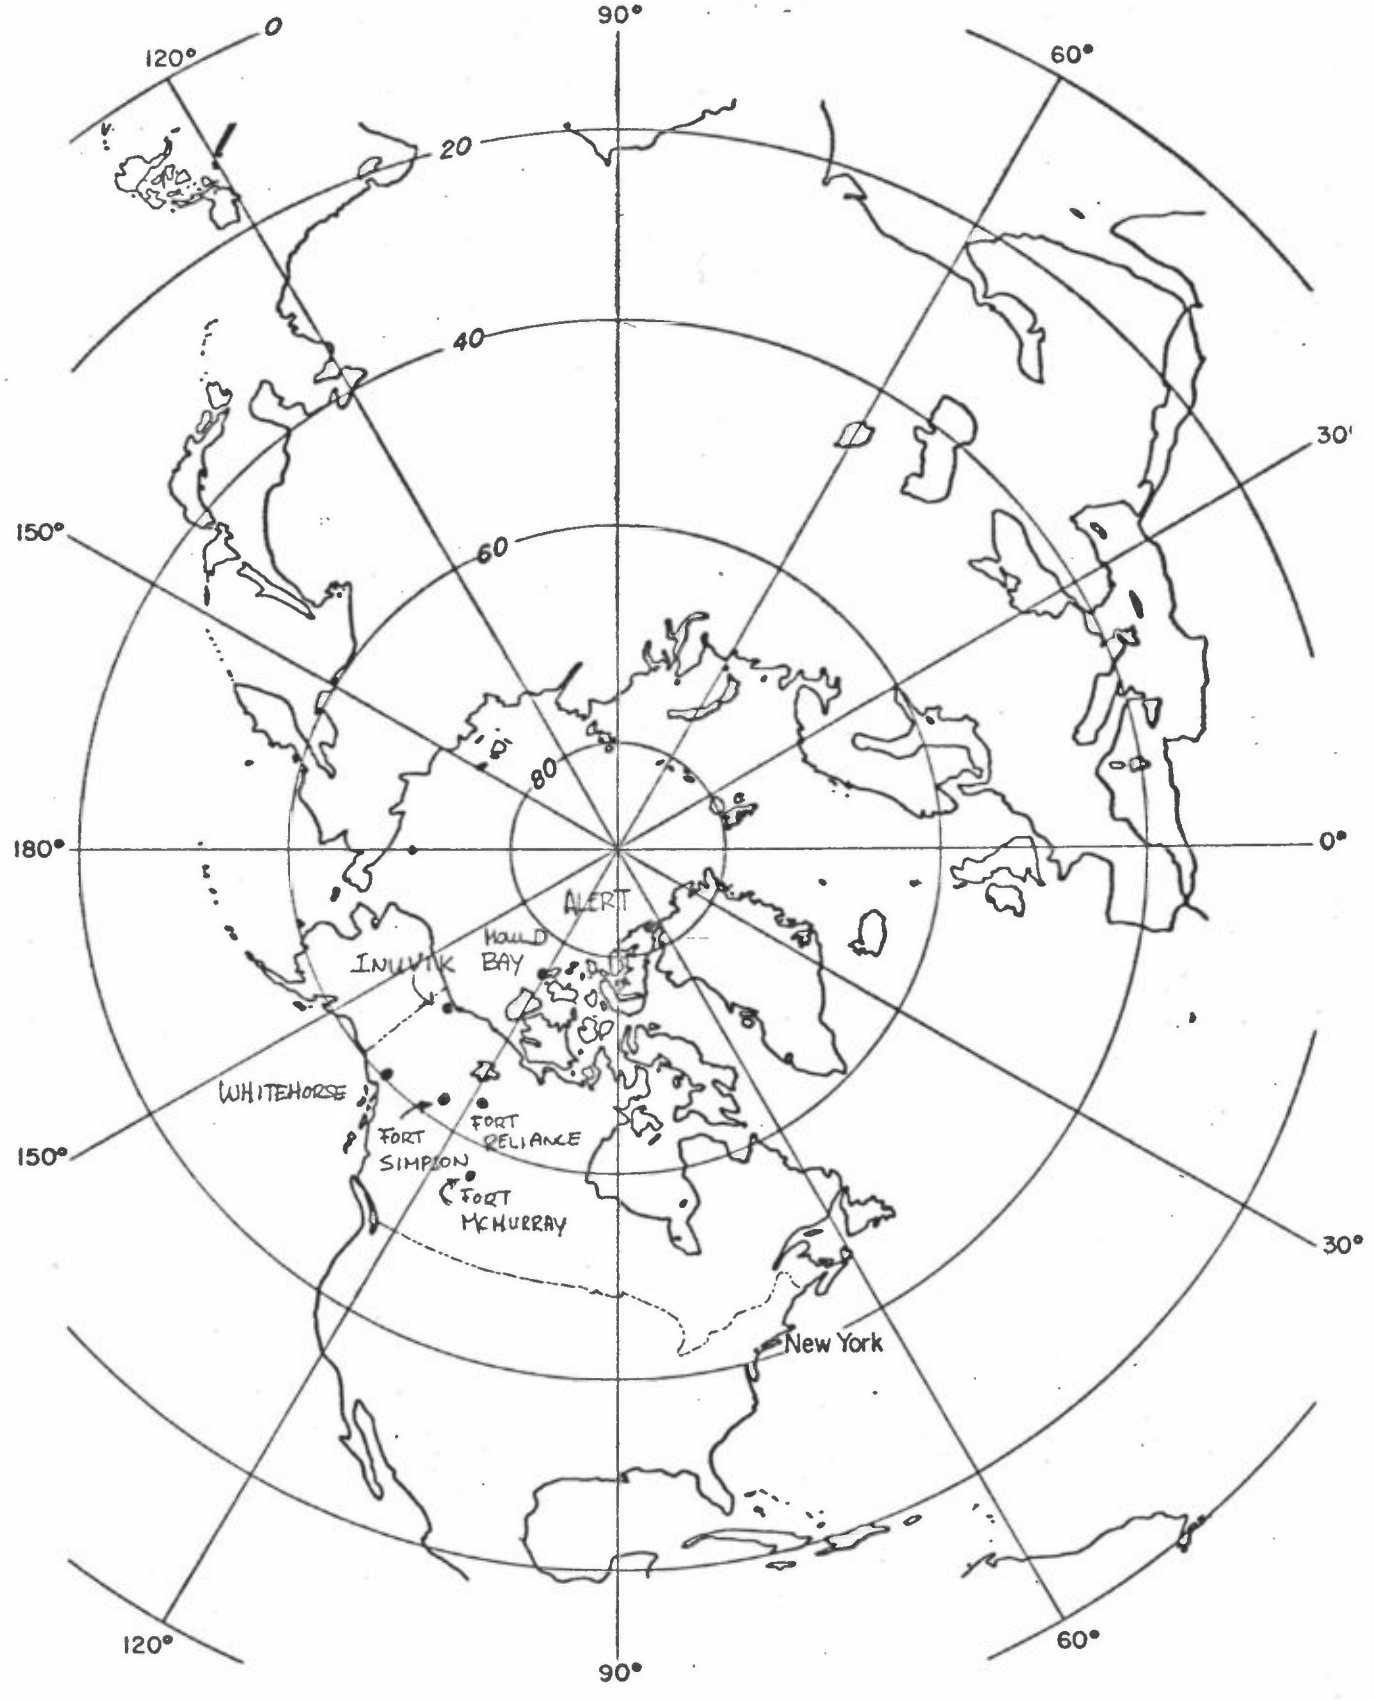 90°
0
120°
60°
20
40
30'
150°
60
80
180°
0°
ALERT
MOULD
BAY
INUVIK
WHITEHORSE
FORT
SIMPSON
FORT
RELIANCE
FORT
MCMURRAY
150°
30°
New York
120°
60°
90°